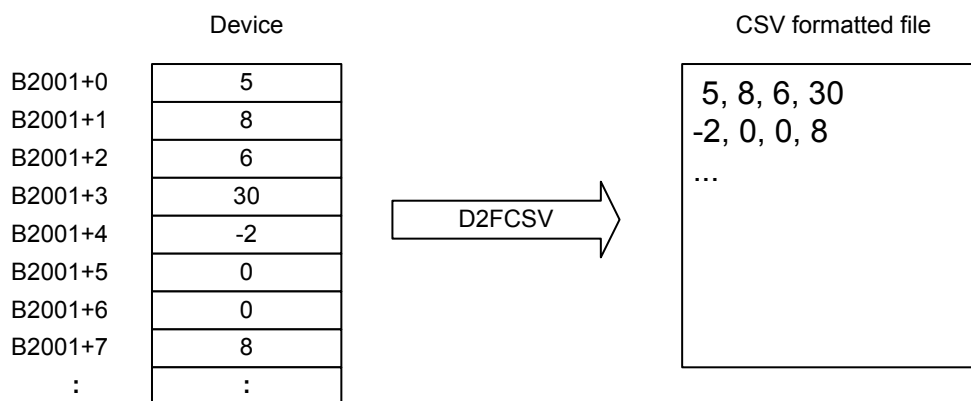 Device
CSV formatted file
B2001+0 5
B2001+1 8
B2001+2 6
B2001+3 30
B2001+4 -2
B2001+5 0
B2001+6 0
B2001+7 8
: :
D2FCSV
5, 8, 6, 30
-2, 0, 0, 8
...